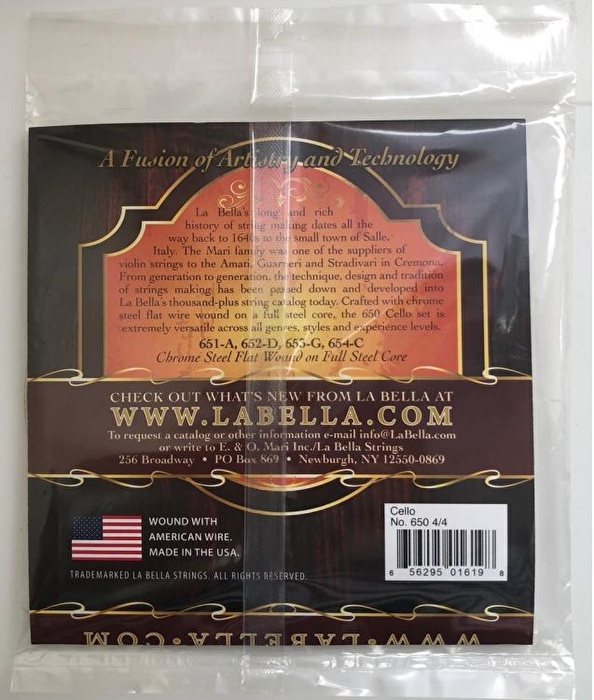 A Fusion of Artistry and Technology
La Bella's long and rich
history of string making dates all the
way back to 1640s to the small town of Salle,
Italy. The Mari family was one of the suppliers of
violin strings to the Amati, Guarneri and Stradivari in Cremona.
From generation to generation, the technique, design and tradition
of strings making has been passed down and developed into
La Bella's thousand-plus string catalog today. Crafted with chrome
steel flat wire wound on a full steel core, the 650 Cello set is
extremely versatile across all genres, styles and experience levels.
651-A, 652-D, 653-G, 654-C
Chrome Steel Flat Wound on Full Steel Core
CHECK OUT WHAT'S NEW FROM LA BELLA AT
WWW.LABELLA.COM
To request a catalog or other information e-mail info@LaBella.com
or write to E. & O. Mari Inc./La Bella Strings
256 Broadway • PO Box 869 • Newburgh, NY 12550-0869
WOUND WITH
AMERICAN WIRE.
MADE IN THE USA.
Cello
No. 650 4/4
6 56295 01619 8
TRADEMARKED LA BELLA STRINGS. ALL RIGHTS RESERVED.
WWW•LABELLA•COM